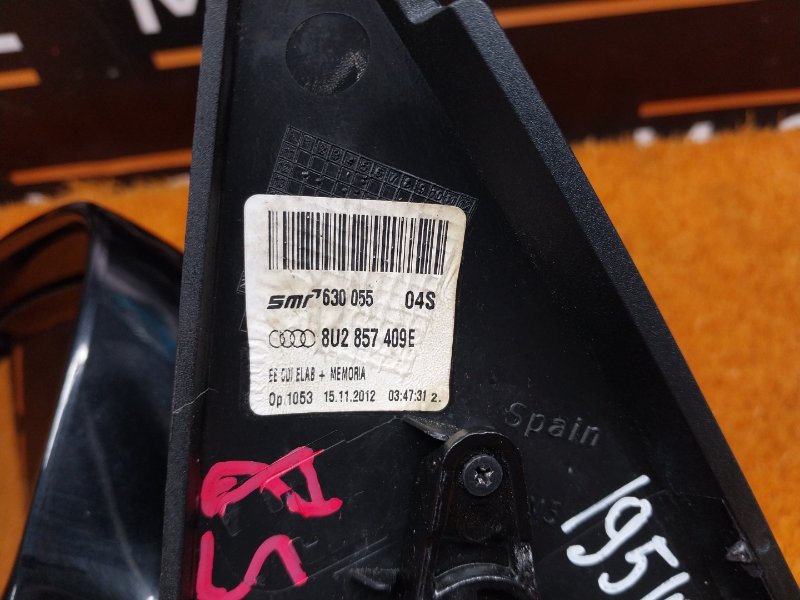 smr 630 055 04S
8U2 857 409E
EE CUI ELAB + MEMORIA
Op 1053 15.11.2012 03:47:31 2.
Spain